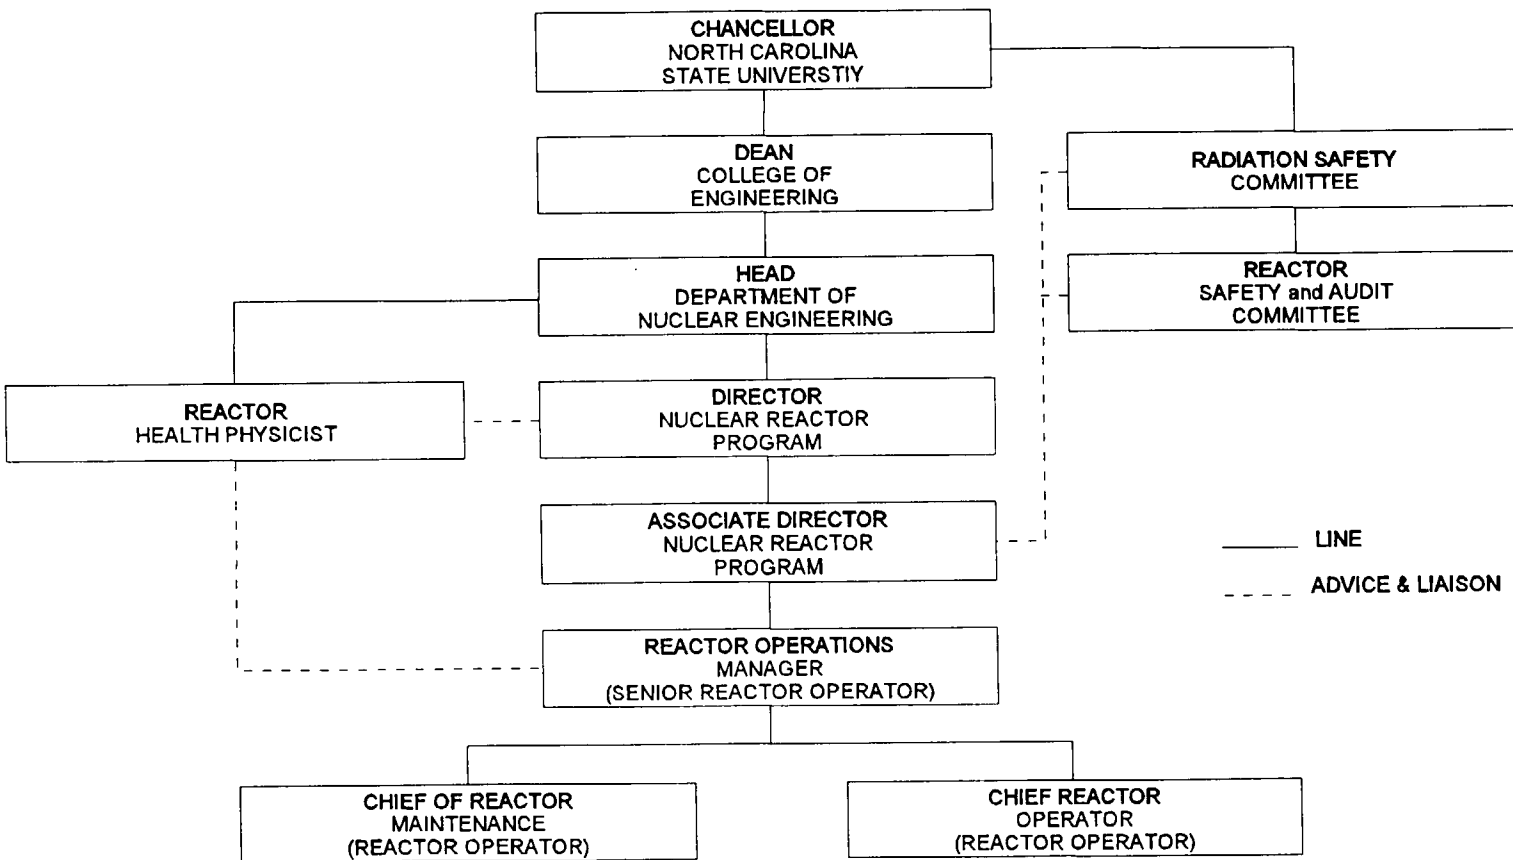 CHANCELLOR
NORTH CAROLINA
STATE UNIVERSTIY
DEAN
COLLEGE OF
ENGINEERING
RADIATION SAFETY
COMMITTEE
HEAD
DEPARTMENT OF
NUCLEAR ENGINEERING
REACTOR
SAFETY and AUDIT
COMMITTEE
REACTOR
HEALTH PHYSICIST
DIRECTOR
NUCLEAR REACTOR
PROGRAM
ASSOCIATE DIRECTOR
NUCLEAR REACTOR
PROGRAM
LINE
ADVICE & LIAISON
REACTOR OPERATIONS
MANAGER
(SENIOR REACTOR OPERATOR)
CHIEF OF REACTOR
MAINTENANCE
(REACTOR OPERATOR)
CHIEF REACTOR
OPERATOR
(REACTOR OPERATOR)